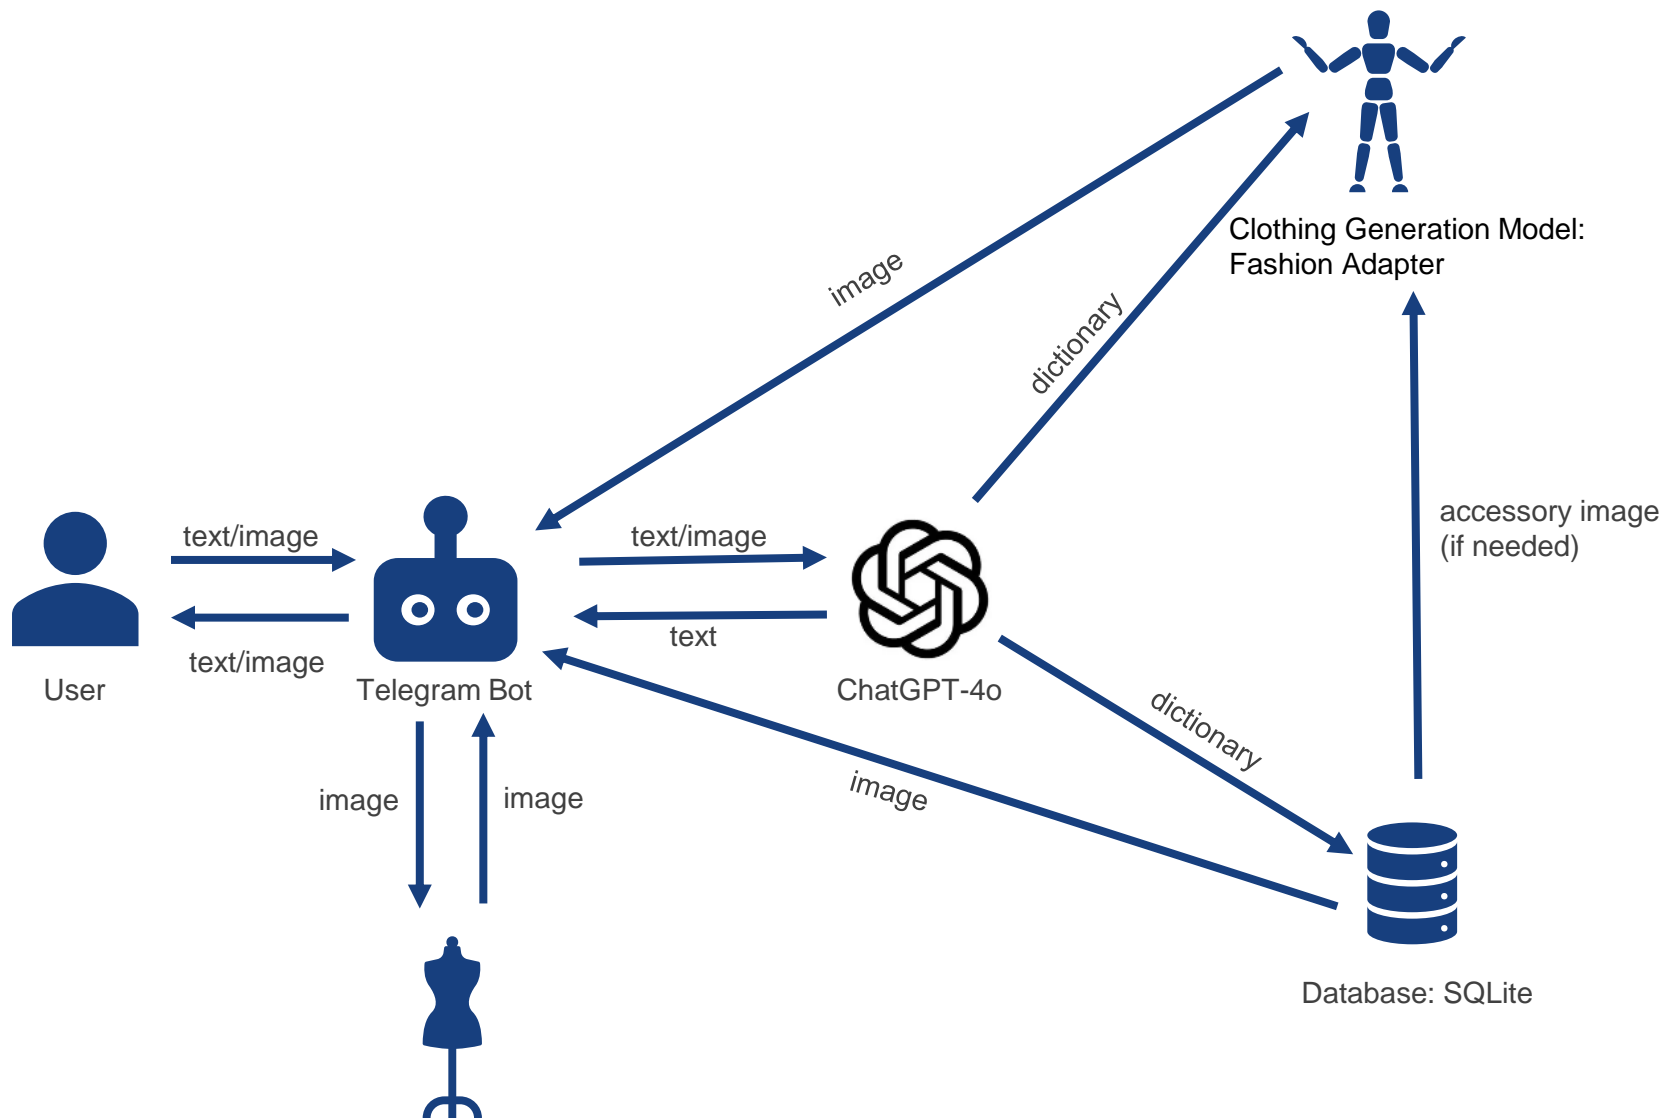 Clothing Generation Model:
Fashion Adapter
image
dictionary
accessory image
(if needed)
text/image
text/image
text/image
text
User
Telegram Bot
ChatGPT-4o
dictionary
image
image
image
Database: SQLite